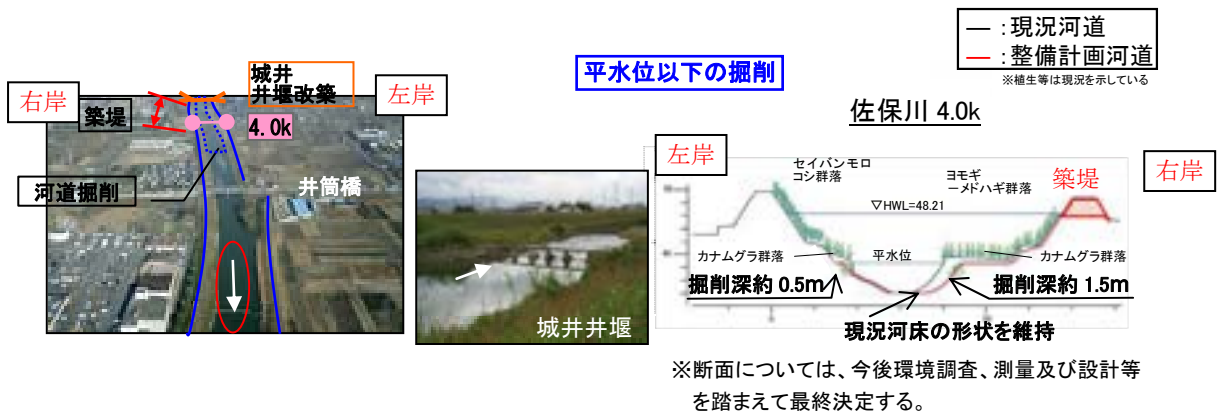 ― :現況河道
― :整備計画河道
※植生等は現況を示している
平水位以下の掘削
佐保川 4.0k
右岸
城井
井堰改築
左岸
築堤
4.0k
河道掘削
井筒橋
城井井堰
左岸
右岸
セイバンモロ
コシ群落
ヨモギ
ーメドハギ群落
築堤
▽HWL=48.21
カナムグラ群落
平水位
カナムグラ群落
掘削深約 0.5m
掘削深約 1.5m
現況河床の形状を維持
※断面については、今後環境調査、測量及び設計等
を踏まえて最終決定する。